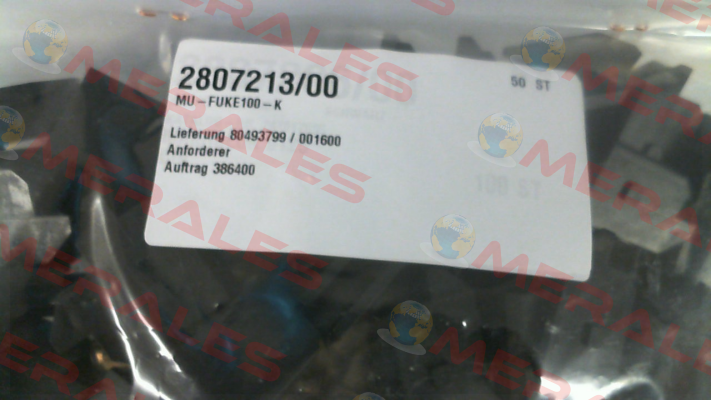 2807213/00
50 ST
MU-FUKE100-K
Lieferung 80493799 / 001600
Anforderer
Auftrag 386400
100 ST
MERALES
MERALES
MERALES
MERALES
MERALES
MERALES